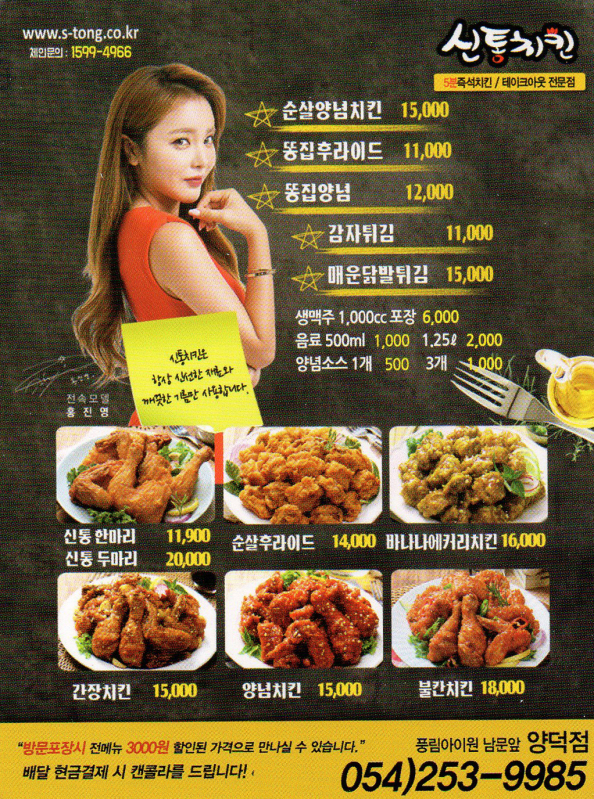 www.s-tong.co.kr
체인문의 : 1599-4966
신통치킨
5분즉석치킨 / 테이크아웃 전문점
순살양념치킨 15,000
똥집후라이드 11,000
똥집양념 12,000
감자튀김 11,000
매운닭발튀김 15,000
생맥주 1,000cc 포장 6,000
음료 500ml 1,000 1.25ℓ 2,000
양념소스 1개 500 3개 1,000
신통치킨은
항상 신선한 재료와
깨끗한 기름만 사용합니다.
전속모델
홍진영
신통 한마리 11,900
신통 두마리 20,000
순살후라이드 14,000
바나나에커리치킨 16,000
간장치킨 15,000
양념치킨 15,000
불칸치킨 18,000
"방문포장시 전메뉴 3000원 할인된 가격으로 만나실 수 있습니다."
배달 현금결제 시 캔콜라를 드립니다!
풍림아이원 남문앞 양덕점
054)253-9985